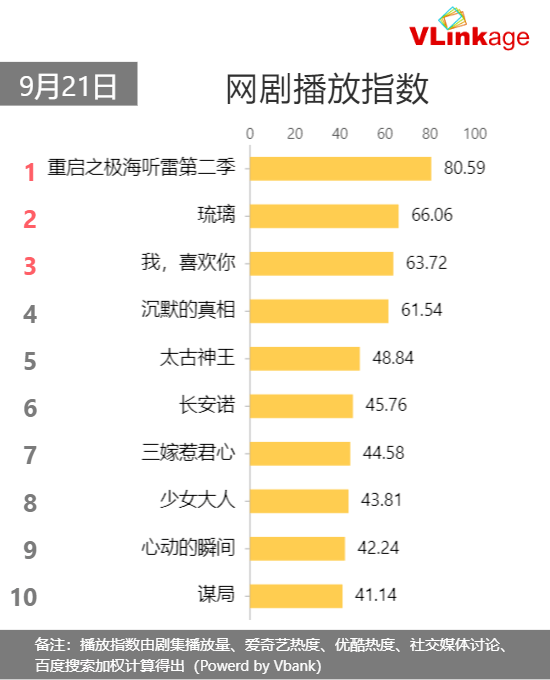 VLinkage
9月21日
网剧播放指数
0 20 40 60 80 100
1 重启之极海听雷第二季 80.59
2 琉璃 66.06
3 我，喜欢你 63.72
4 沉默的真相 61.54
5 太古神王 48.84
6 长安诺 45.76
7 三嫁惹君心 44.58
8 少女大人 43.81
9 心动的瞬间 42.24
10 谋局 41.14
备注：播放指数由剧集播放量、爱奇艺热度、优酷热度、社交媒体讨论、
百度搜索加权计算得出（Powerd by Vbank）